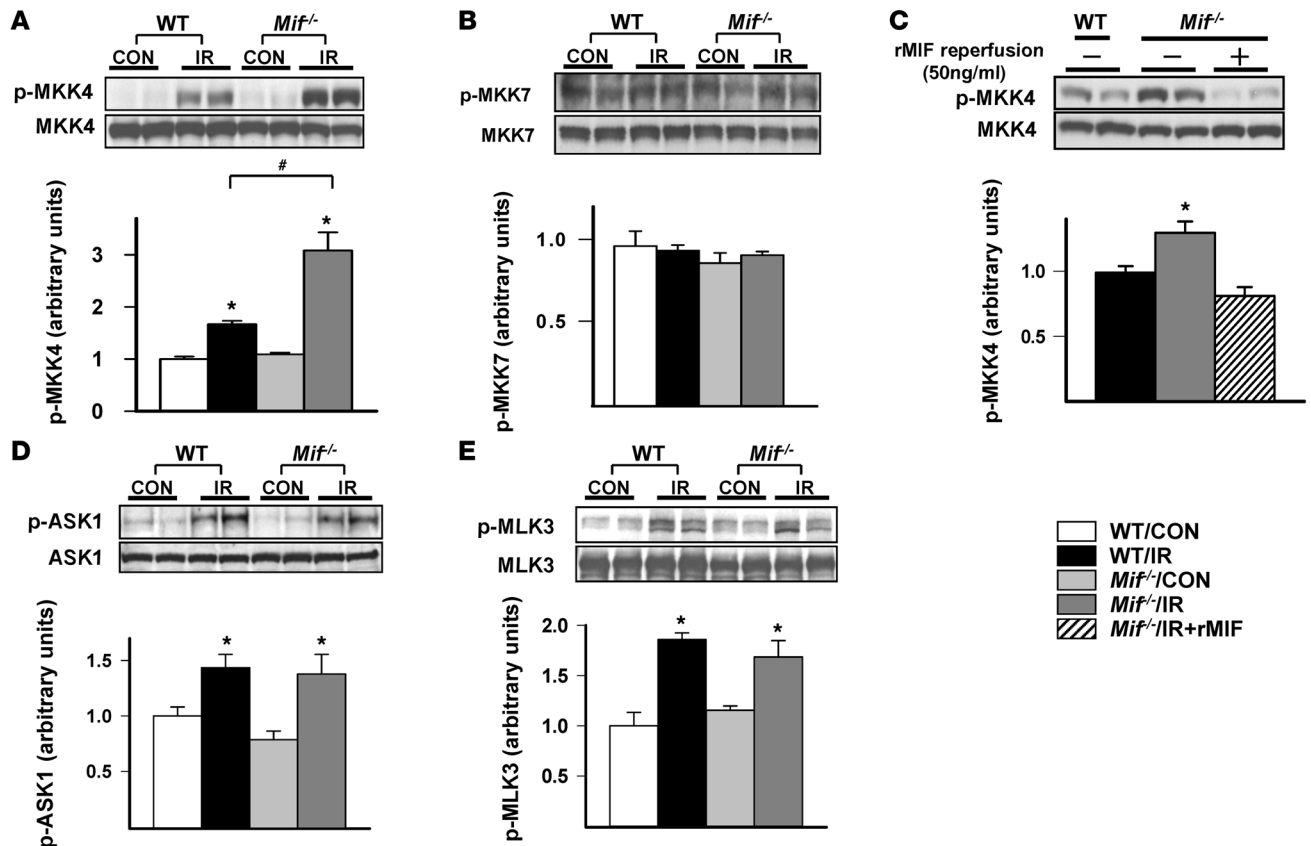 A
WT
Mif-/-
CON
IR
CON
IR
p-MKK4
MKK4
#
p-MKK4 (arbitrary units)
3
2
1
0
*
*
B
WT
Mif-/-
CON
IR
CON
IR
p-MKK7
MKK7
p-MKK7 (arbitrary units)
1.0
0.5
C
WT
Mif-/-
rMIF reperfusion
(50ng/ml)
−
−
+
p-MKK4
MKK4
p-MKK4 (arbitrary units)
1.0
0.5
*
D
WT
Mif-/-
CON
IR
CON
IR
p-ASK1
ASK1
p-ASK1 (arbitrary units)
1.5
1.0
0.5
*
*
E
WT
Mif-/-
CON
IR
CON
IR
p-MLK3
MLK3
p-MLK3 (arbitrary units)
2.0
1.5
1.0
0.5
*
*
WT/CON
WT/IR
Mif-/-/CON
Mif-/-/IR
Mif-/-/IR+rMIF